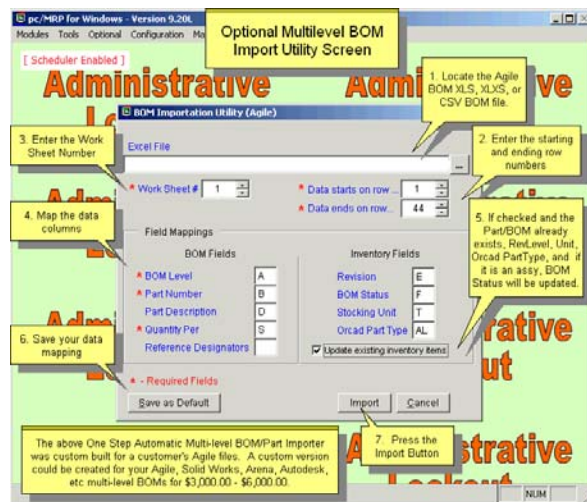 pc/MRP for Windows - Version 9.20L
Modules Tools Optional Configuration Ma
Optional Multilevel BOM
Import Utility Screen
[ Scheduler Enabled ]
Administrative
Administrative
BOM Importation Utility (Agile)
1. Locate the Agile
BOM XLS, XLXS, or
CSV BOM file.
3. Enter the Work
Sheet Number
Excel File
...
2. Enter the starting
and ending row
numbers
* Work Sheet # 1
* Data starts on row ... 1
* Data ends on row... 44
4. Map the data
columns
Field Mappings
BOM Fields
Inventory Fields
5. If checked and the
Part/BOM already
exists, RevLevel, Unit,
Orcad PartType, and if
it is an assy, BOM
Status will be updated.
* BOM Level A
Revision E
* Part Number B
BOM Status F
Part Description D
Stocking Unit T
* Quantity Per S
Orcad Part Type AL
Reference Designators
Update existing inventory items
6. Save your data
mapping
* - Required Fields
Save as Default
Import
Cancel
7. Press the
Import Button
The above One Step Automatic Multi-level BOM/Part Importer
was custom built for a customer's Agile files. A custom version
could be created for your Agile, Solid Works, Arena, Autodesk,
etc multi-level BOMs for $3,000.00 - $6,000.00.
NUM